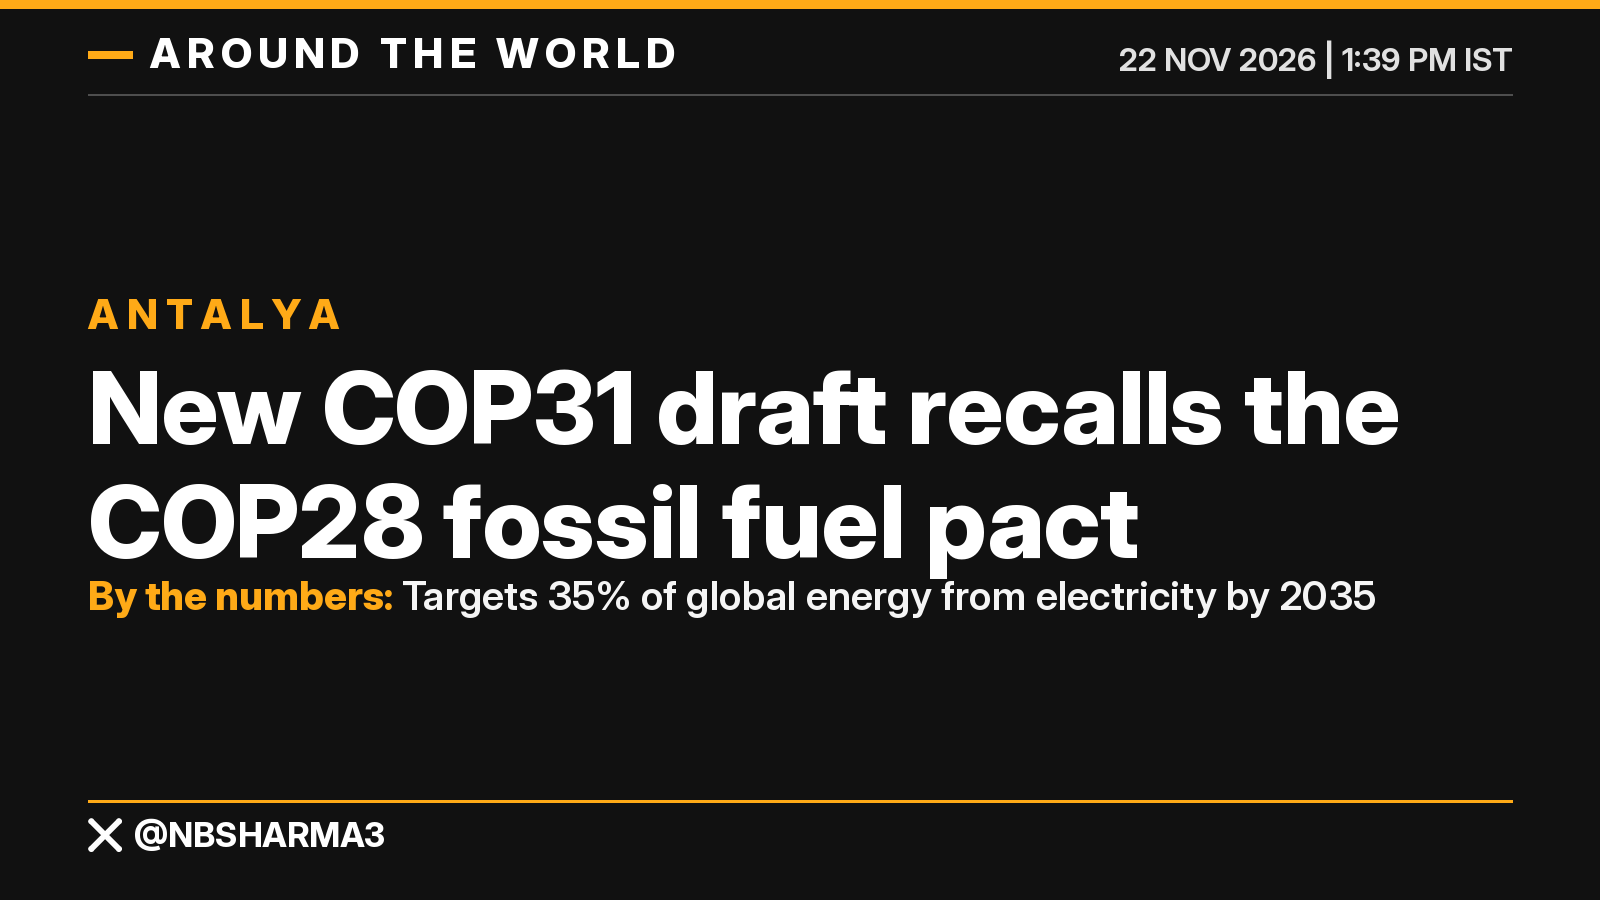 AROUND THE WORLD
22 NOV 2026 | 1:39 PM IST
ANTALYA
New COP31 draft recalls the
COP28 fossil fuel pact
By the numbers: Targets 35% of global energy from electricity by 2035
@NBSHARMA3